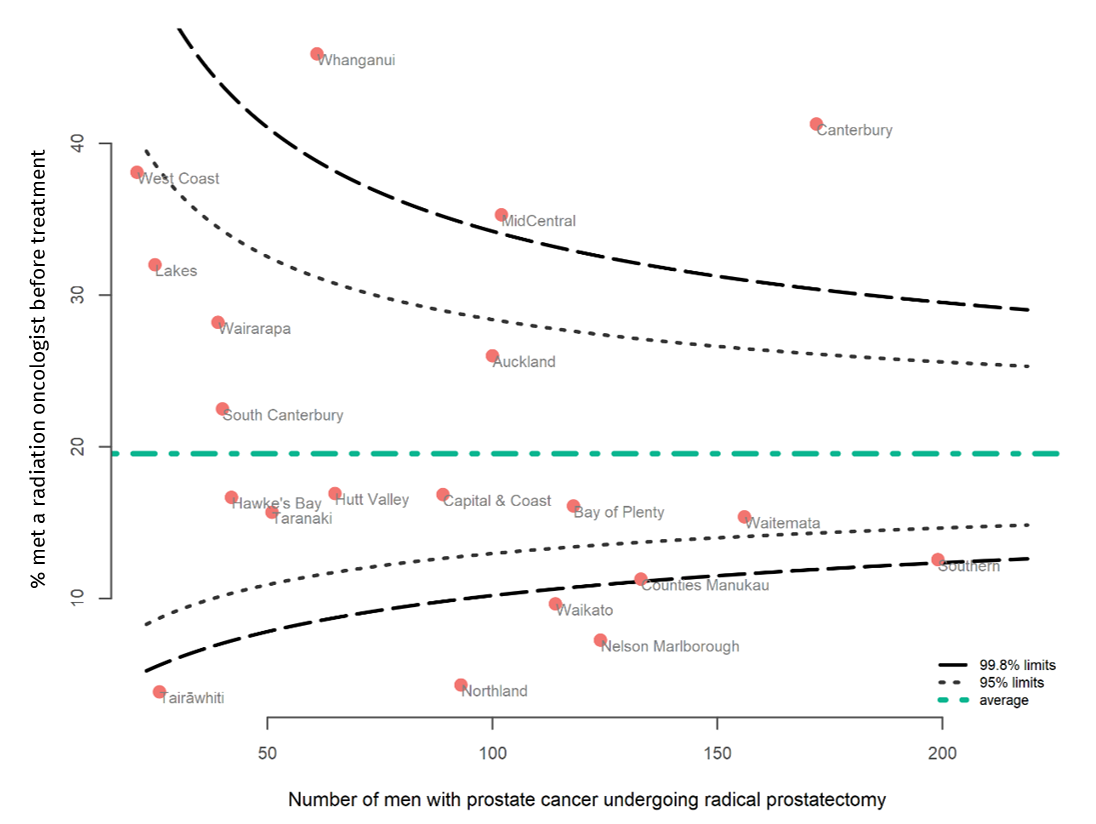 Whanganui
Canterbury
40
West Coast
MidCentral
Lakes
30
Wairarapa
Auckland
South Canterbury
20
Hawke's Bay
Hutt Valley
Capital & Coast
Taranaki
Bay of Plenty
Waitemata
Southern
Counties Manukau
10
Waikato
Nelson Marlborough
Northland
Tairāwhiti
% met a radiation oncologist before treatment
99.8% limits
95% limits
average
50
100
150
200
Number of men with prostate cancer undergoing radical prostatectomy